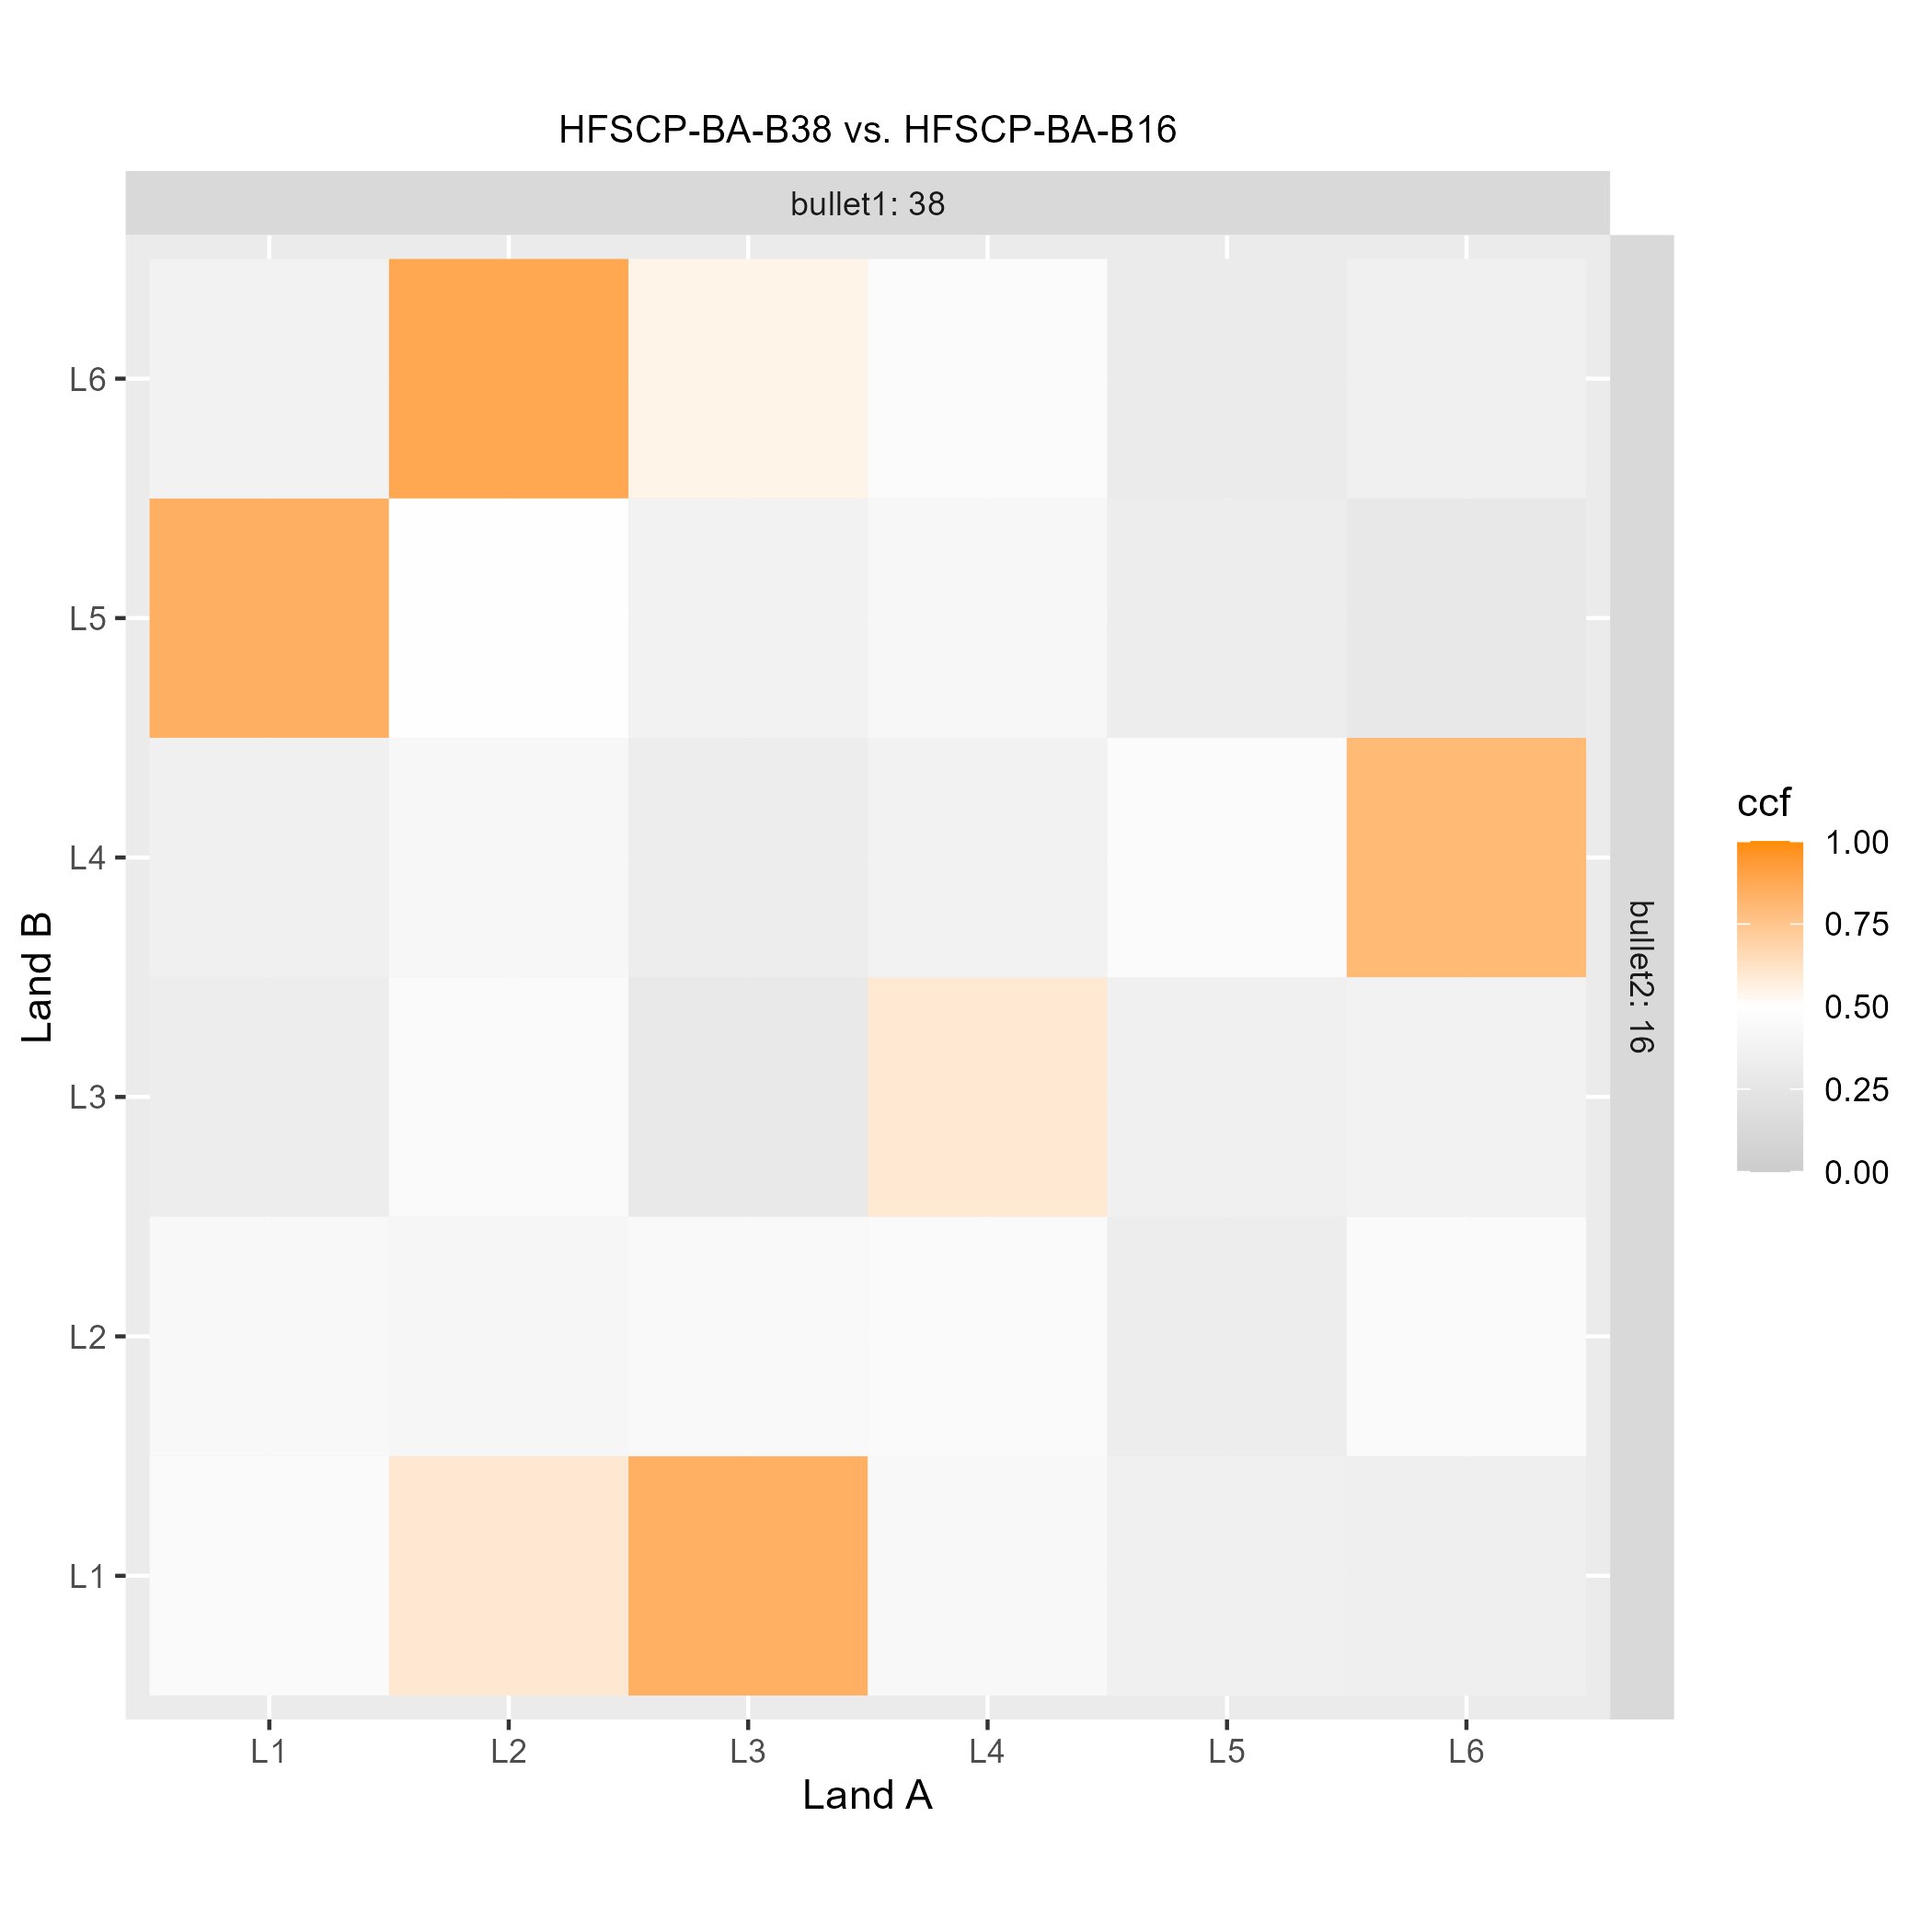 HFSCP-BA-B38 vs. HFSCP-BA-B16
bullet1: 38
L6
L5
L4
L3
L2
L1
Land B
bullet2: 16
ccf
1.00
0.75
0.50
0.25
0.00
L1 L2 L3 L4 L5 L6
Land A